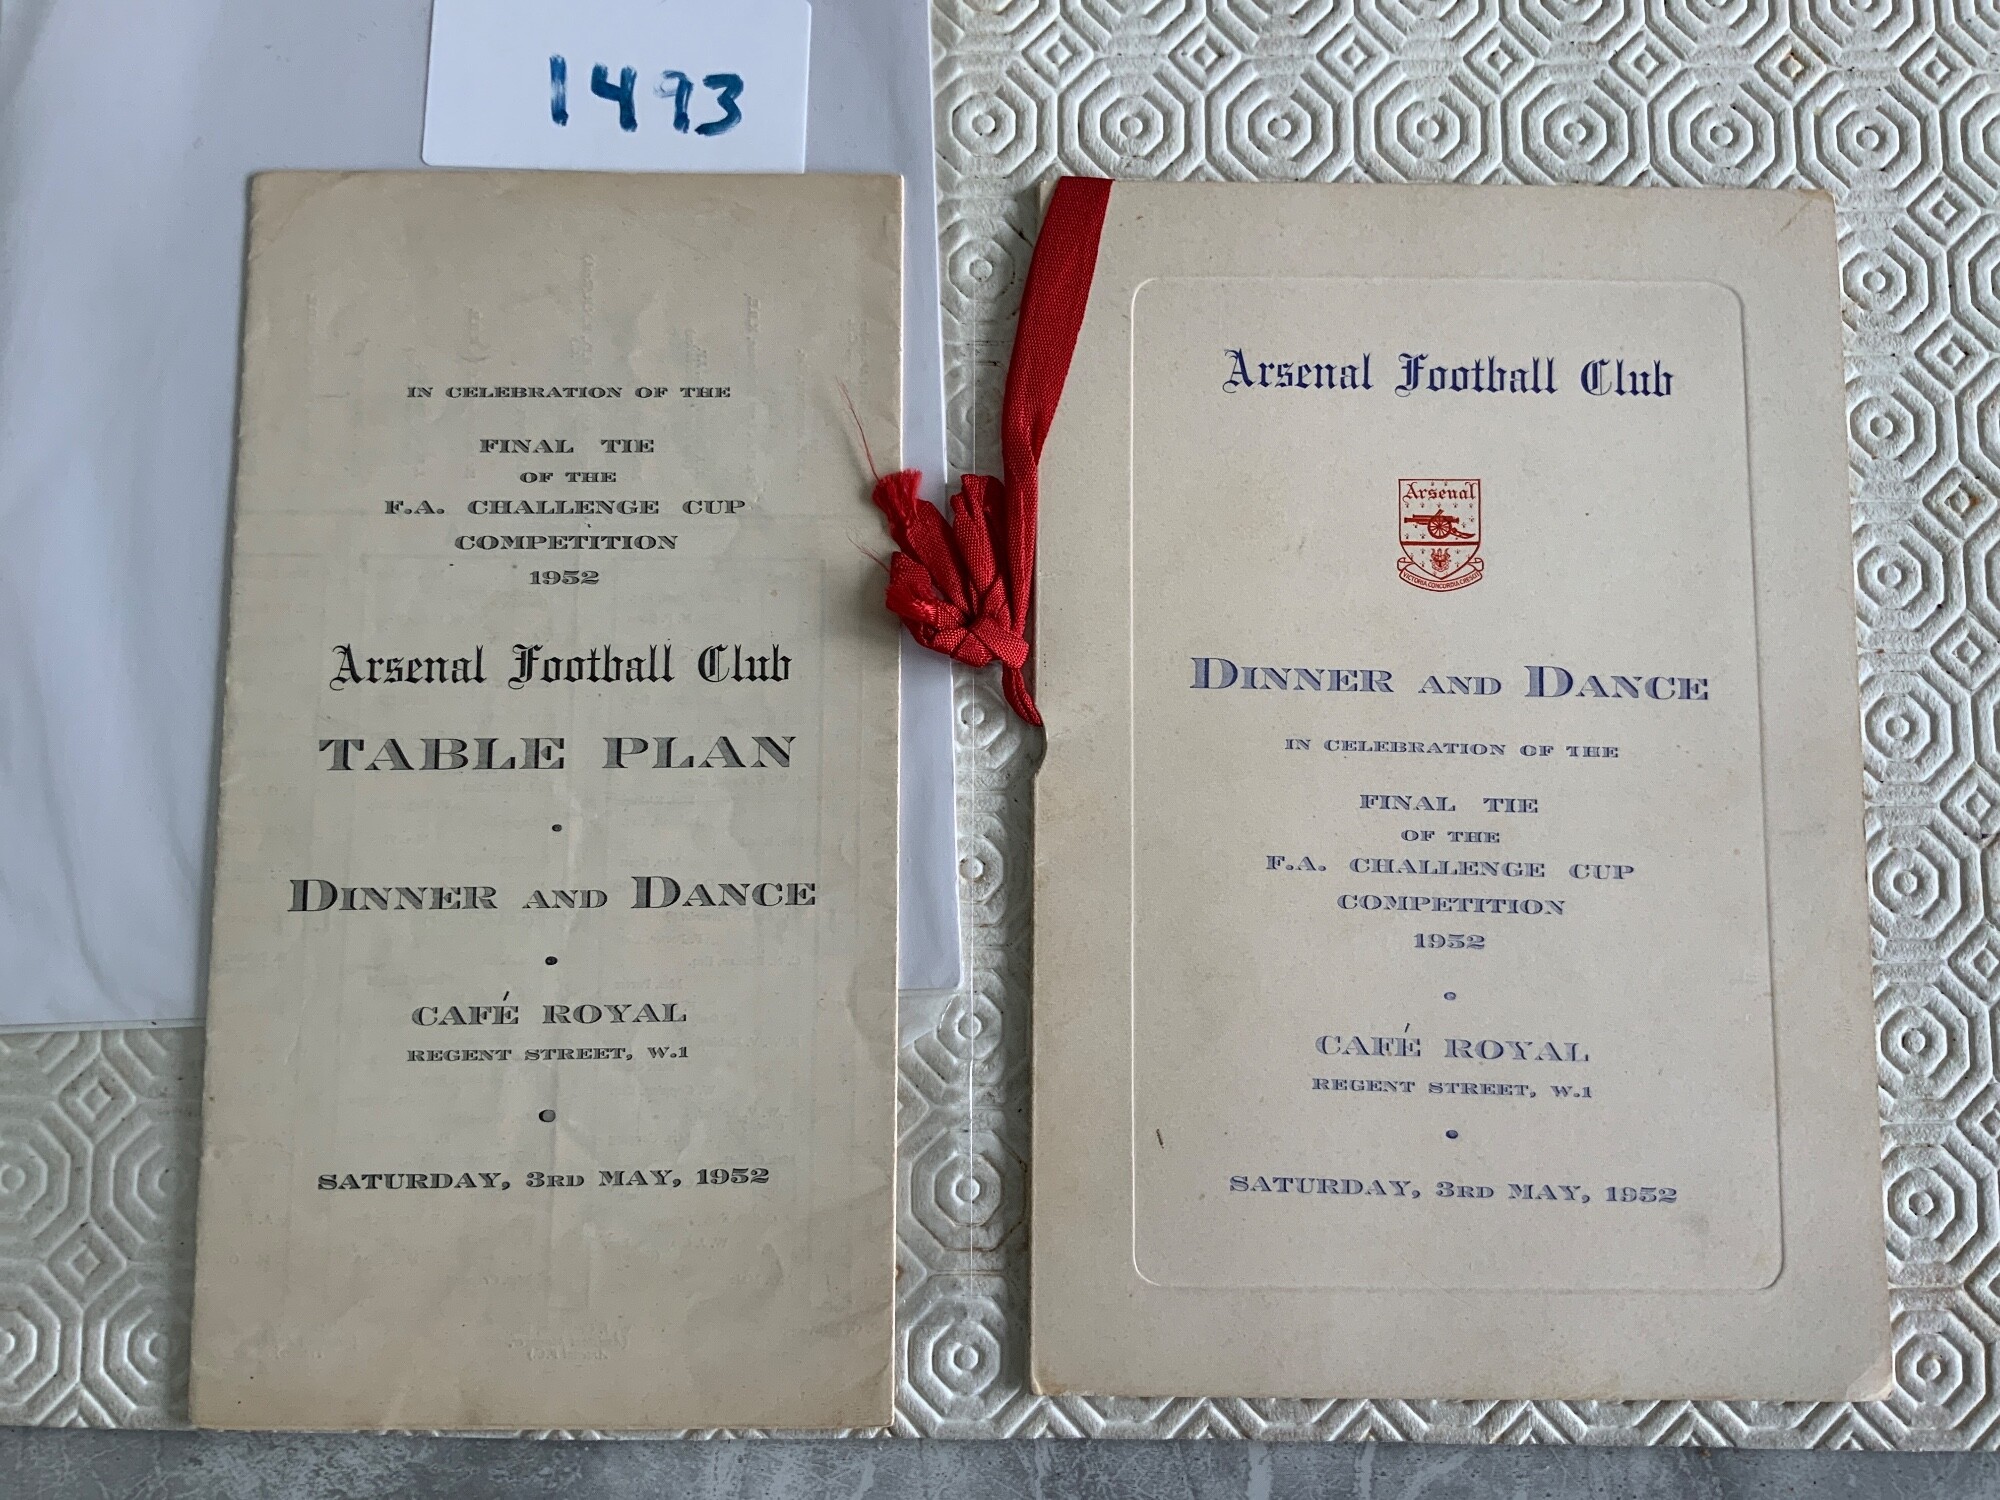 1493
IN CELEBRATION OF THE
FINAL TIE
OF THE
F.A. CHALLENGE CUP
COMPETITION
1952
Arsenal Football Club
TABLE PLAN
DINNER AND DANCE
CAFÉ ROYAL
REGENT STREET, W.1
SATURDAY, 3RD MAY, 1952
Arsenal Football Club
Arsenal
VICTORIA CONCORDIA CRESCIT
DINNER AND DANCE
IN CELEBRATION OF THE
FINAL TIE
OF THE
F.A. CHALLENGE CUP
COMPETITION
1952
CAFÉ ROYAL
REGENT STREET, W.1
SATURDAY, 3RD MAY, 1952